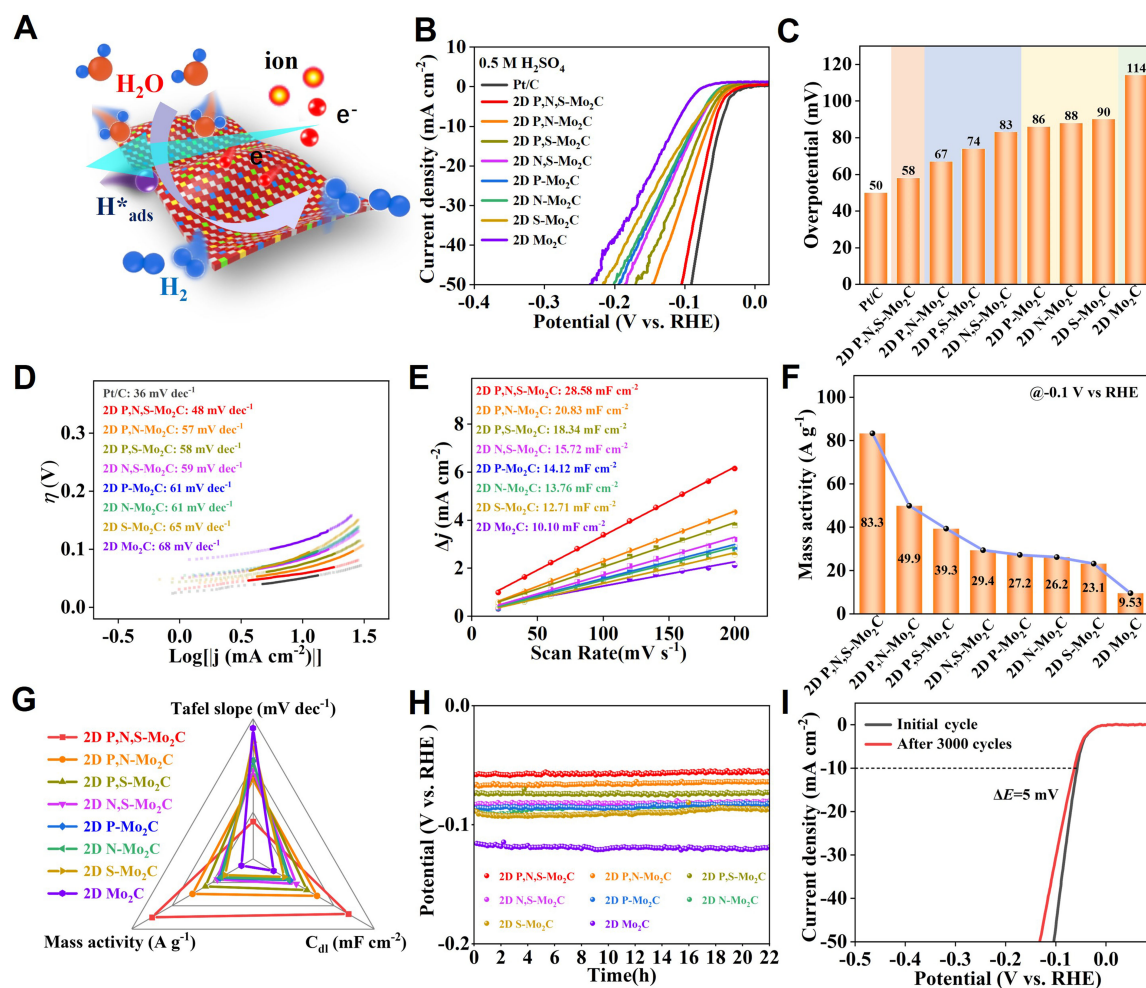 A
H₂O
ion
e⁻
e⁻
H*ads
H₂
B
0.5 M H₂SO₄
Pt/C
2D P,N,S-Mo₂C
2D P,N-Mo₂C
2D P,S-Mo₂C
2D N,S-Mo₂C
2D P-Mo₂C
2D N-Mo₂C
2D S-Mo₂C
2D Mo₂C
Current density (mA cm⁻²)
10
0
-10
-20
-30
-40
-50
-0.4
-0.3
-0.2
-0.1
0.0
Potential (V vs. RHE)
C
Overpotential (mV)
120
100
80
60
40
20
0
50
58
67
74
83
86
88
90
114
Pt/C
2D P,N,S-Mo₂C
2D P,N-Mo₂C
2D P,S-Mo₂C
2D N,S-Mo₂C
2D P-Mo₂C
2D N-Mo₂C
2D S-Mo₂C
2D Mo₂C
D
Pt/C: 36 mV dec⁻¹
2D P,N,S-Mo₂C: 48 mV dec⁻¹
2D P,N-Mo₂C: 57 mV dec⁻¹
2D P,S-Mo₂C: 58 mV dec⁻¹
2D N,S-Mo₂C: 59 mV dec⁻¹
2D P-Mo₂C: 61 mV dec⁻¹
2D N-Mo₂C: 61 mV dec⁻¹
2D S-Mo₂C: 65 mV dec⁻¹
2D Mo₂C: 68 mV dec⁻¹
η (V)
0.3
0.2
0.1
0.0
-0.5
0.0
0.5
1.0
1.5
Log[|j (mA cm⁻²)|]
E
2D P,N,S-Mo₂C: 28.58 mF cm⁻²
2D P,N-Mo₂C: 20.83 mF cm⁻²
2D P,S-Mo₂C: 18.34 mF cm⁻²
2D N,S-Mo₂C: 15.72 mF cm⁻²
2D P-Mo₂C: 14.12 mF cm⁻²
2D N-Mo₂C: 13.76 mF cm⁻²
2D S-Mo₂C: 12.71 mF cm⁻²
2D Mo₂C: 10.10 mF cm⁻²
Δj (mA cm⁻²)
8
6
4
2
0
40
80
120
160
200
Scan Rate(mV s⁻¹)
F
@-0.1 V vs RHE
Mass activity (A g⁻¹)
100
80
60
40
20
0
83.3
49.9
39.3
29.4
27.2
26.2
23.1
9.53
2D P,N,S-Mo₂C
2D P,N-Mo₂C
2D P,S-Mo₂C
2D N,S-Mo₂C
2D P-Mo₂C
2D N-Mo₂C
2D S-Mo₂C
2D Mo₂C
G
Tafel slope (mV dec⁻¹)
2D P,N,S-Mo₂C
2D P,N-Mo₂C
2D P,S-Mo₂C
2D N,S-Mo₂C
2D P-Mo₂C
2D N-Mo₂C
2D S-Mo₂C
2D Mo₂C
Mass activity (A g⁻¹)
Cdl (mF cm⁻²)
H
Potential (V vs. RHE )
0.0
-0.1
-0.2
2D P,N,S-Mo₂C
2D P,N-Mo₂C
2D P,S-Mo₂C
2D N,S-Mo₂C
2D P-Mo₂C
2D N-Mo₂C
2D S-Mo₂C
2D Mo₂C
0 2 4 6 8 10 12 14 16 18 20 22
Time(h)
I
Initial cycle
After 3000 cycles
ΔE=5 mV
Current density (mA cm⁻²)
0
-10
-20
-30
-40
-50
-0.5
-0.4
-0.3
-0.2
-0.1
0.0
Potential (V vs. RHE)